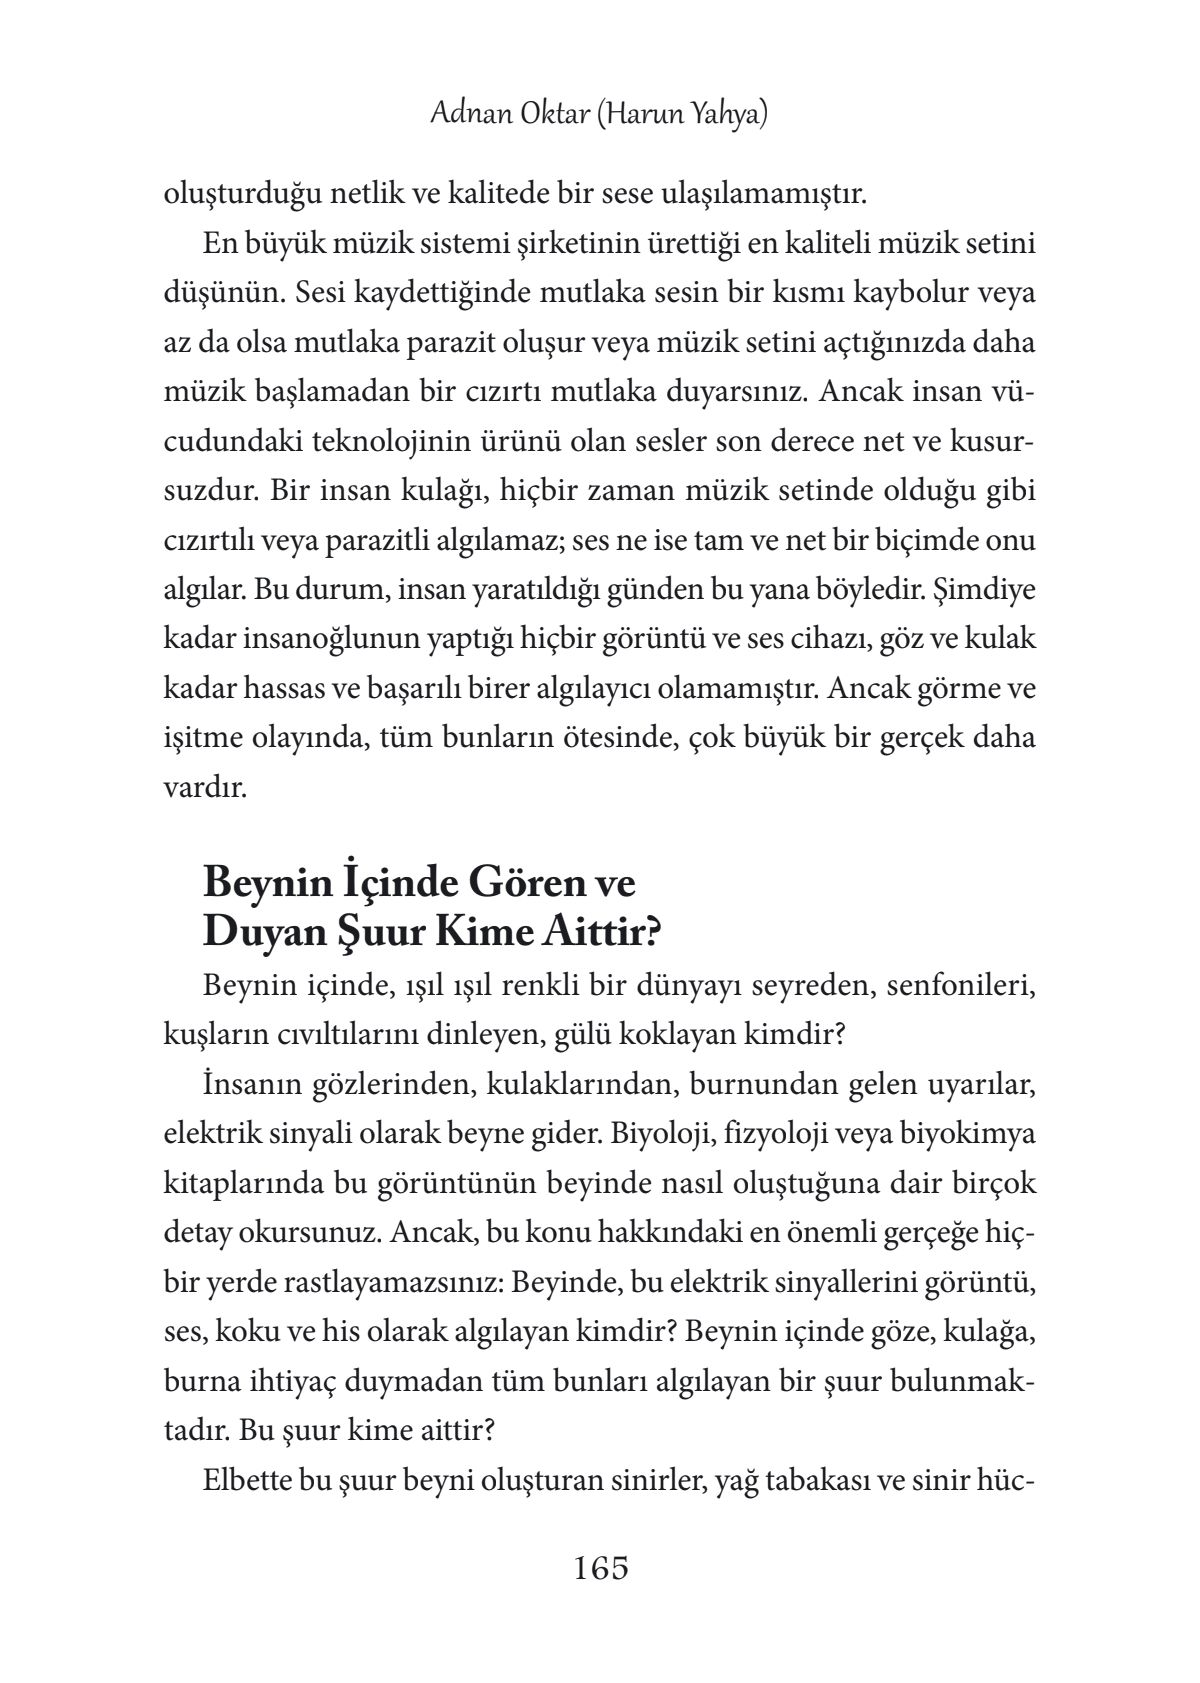 Adnan Oktar (Harun Yahya)
oluşturduğu netlik ve kalitede bir sese ulaşılamamıştır.
En büyük müzik sistemi şirketinin ürettiği en kaliteli müzik setini
düşünün. Sesi kaydettiğinde mutlaka sesin bir kısmı kaybolur veya
az da olsa mutlaka parazit oluşur veya müzik setini açtığınızda daha
müzik başlamadan bir cızırtı mutlaka duyarsınız. Ancak insan vü-
cudundaki teknolojinin ürünü olan sesler son derece net ve kusur-
suzdur. Bir insan kulağı, hiçbir zaman müzik setinde olduğu gibi
cızırtılı veya parazitli algılamaz; ses ne ise tam ve net bir biçimde onu
algılar. Bu durum, insan yaratıldığı günden bu yana böyledir. Şimdiye
kadar insanoğlunun yaptığı hiçbir görüntü ve ses cihazı, göz ve kulak
kadar hassas ve başarılı birer algılayıcı olamamıştır. Ancak görme ve
işitme olayında, tüm bunların ötesinde, çok büyük bir gerçek daha
vardır.
Beynin İçinde Gören ve
Duyan Şuur Kime Aittir?
Beynin içinde, ışıl ışıl renkli bir dünyayı seyreden, senfonileri,
kuşların cıvıltılarını dinleyen, gülü koklayan kimdir?
İnsanın gözlerinden, kulaklarından, burnundan gelen uyarılar,
elektrik sinyali olarak beyne gider. Biyoloji, fizyoloji veya biyokimya
kitaplarında bu görüntünün beyinde nasıl oluştuğuna dair birçok
detay okursunuz. Ancak, bu konu hakkındaki en önemli gerçeğe hiç-
bir yerde rastlayamazsınız: Beyinde, bu elektrik sinyallerini görüntü,
ses, koku ve his olarak algılayan kimdir? Beynin içinde göze, kulağa,
burna ihtiyaç duymadan tüm bunları algılayan bir şuur bulunmak-
tadır. Bu şuur kime aittir?
Elbette bu şuur beyni oluşturan sinirler, yağ tabakası ve sinir hüc-
165